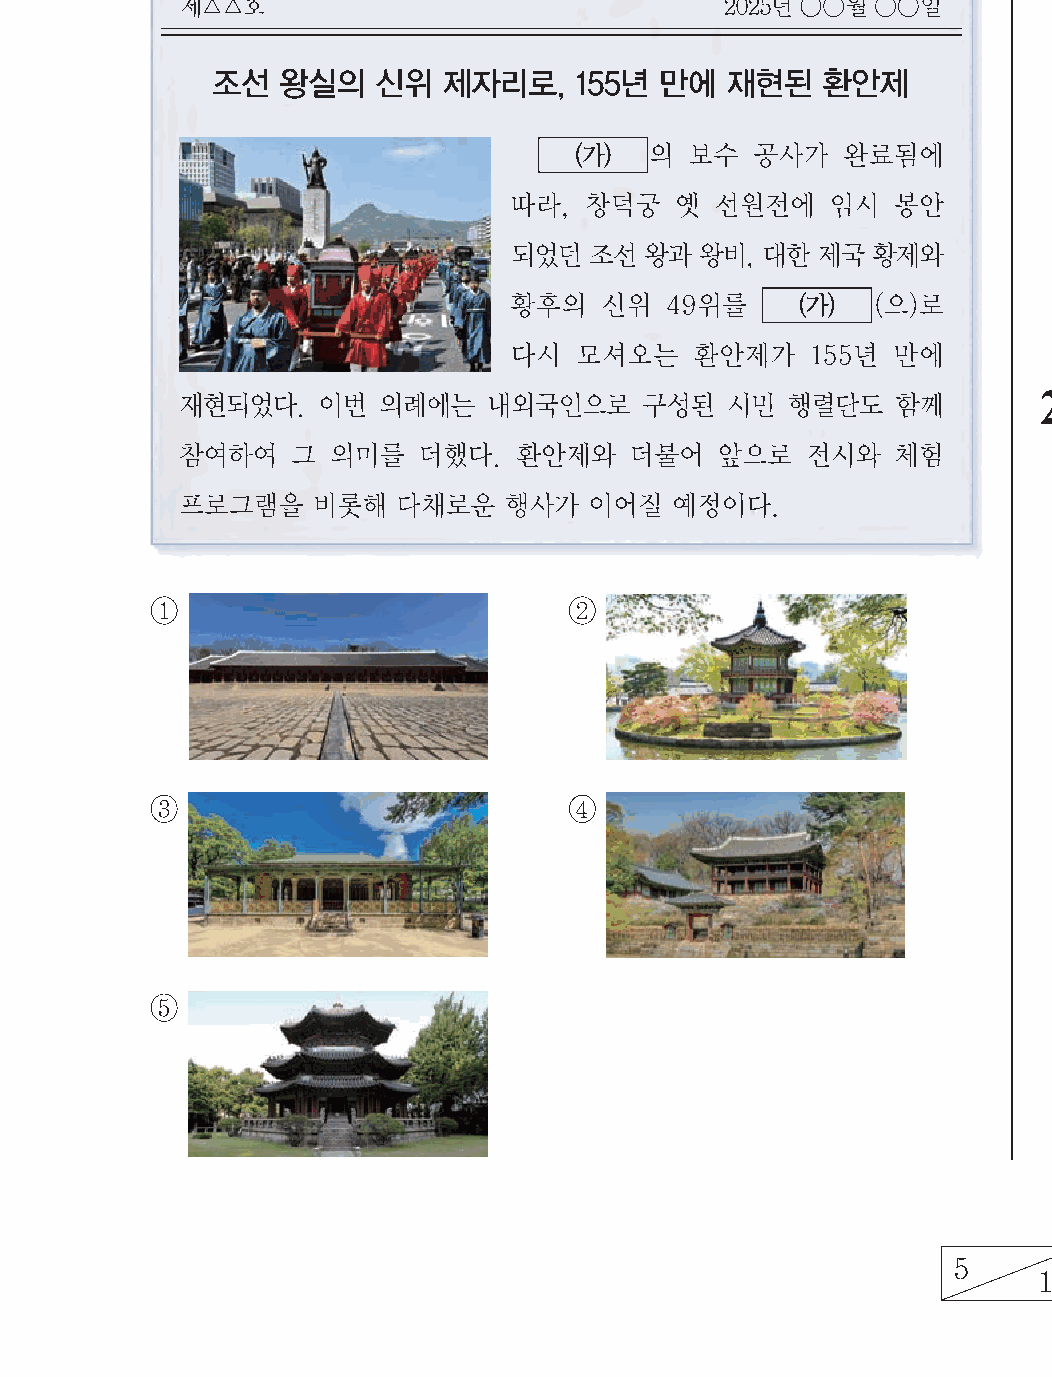 제△△호 2025년 ○○월 ○○일
조선 왕실의 신위 제자리로, 155년 만에 재현된 환안제
(가) 의 보수 공사가 완료됨에
따라, 창덕궁 옛 선원전에 임시 봉안
되었던 조선 왕과 왕비, 대한 제국 황제와
황후의 신위 49위를 (가) (으)로
다시 모셔오는 환안제가 155년 만에
재현되었다. 이번 의례에는 내외국인으로 구성된 시민 행렬단도 함께
참여하여 그 의미를 더했다. 환안제와 더불어 앞으로 전시와 체험
프로그램을 비롯해 다채로운 행사가 이어질 예정이다.
① ②
③ ④
⑤
2
5
1